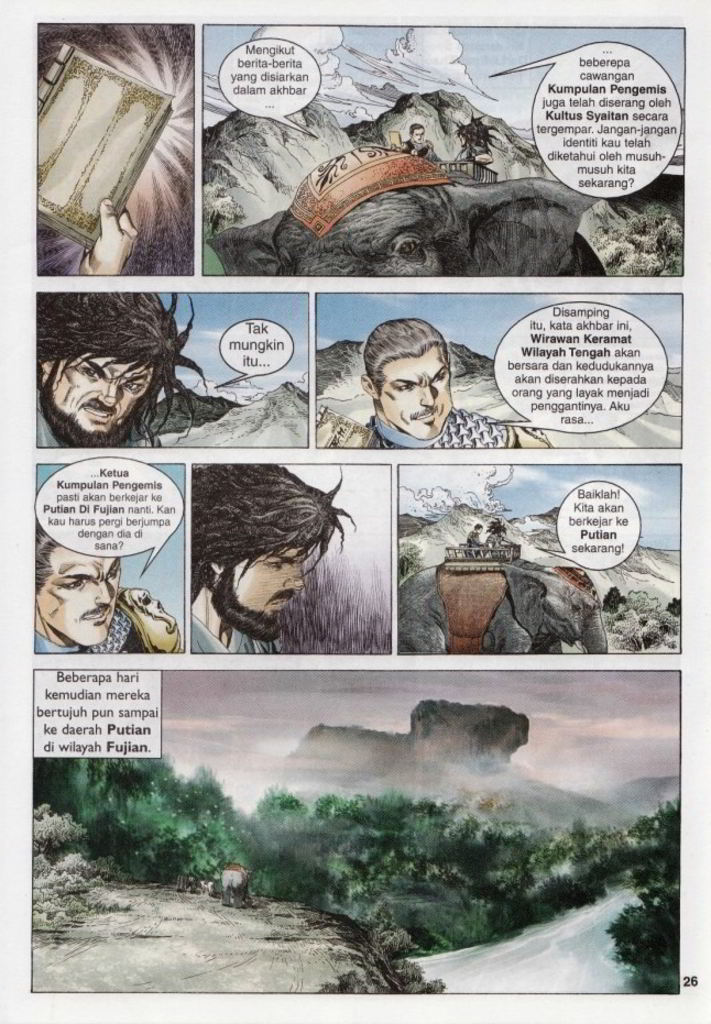 Mengikut
berita-berita
yang disiarkan
dalam akhbar
...
...
beberepa
cawangan
Kumpulan Pengemis
juga telah diserang oleh
Kultus Syaitan secara
tergempar. Jangan-jangan
identiti kau telah
diketahui oleh musuh-
musuh kita
sekarang?
Tak
mungkin
itu...
Disamping
itu, kata akhbar ini,
Wirawan Keramat
Wilayah Tengah akan
bersara dan kedudukannya
akan diserahkan kepada
orang yang layak menjadi
penggantinya. Aku
rasa...
...Ketua
Kumpulan Pengemis
pasti akan berkejar ke
Putian Di Fujian nanti. Kan
kau harus pergi berjumpa
dengan dia di
sana?
Baiklah!
Kita akan
berkejar ke
Putian
sekarang!
Beberapa hari
kemudian mereka
bertujuh pun sampai
ke daerah Putian
di wilayah Fujian.
26